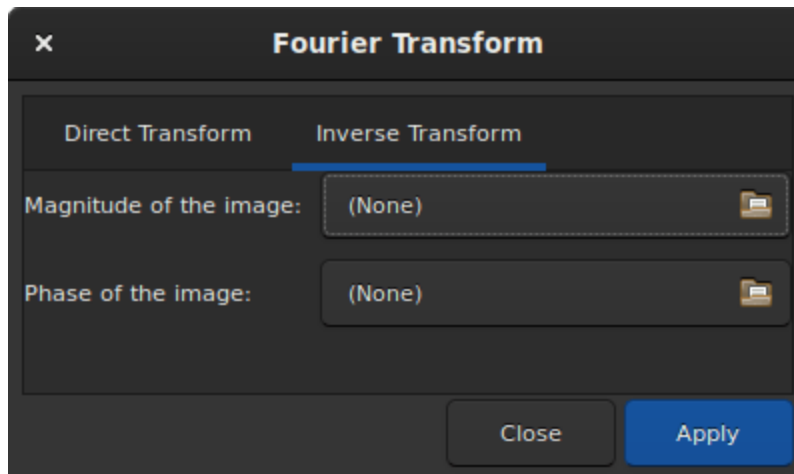 Fourier Transform
Direct Transform Inverse Transform
Magnitude of the image: (None)
Phase of the image: (None)
Close Apply